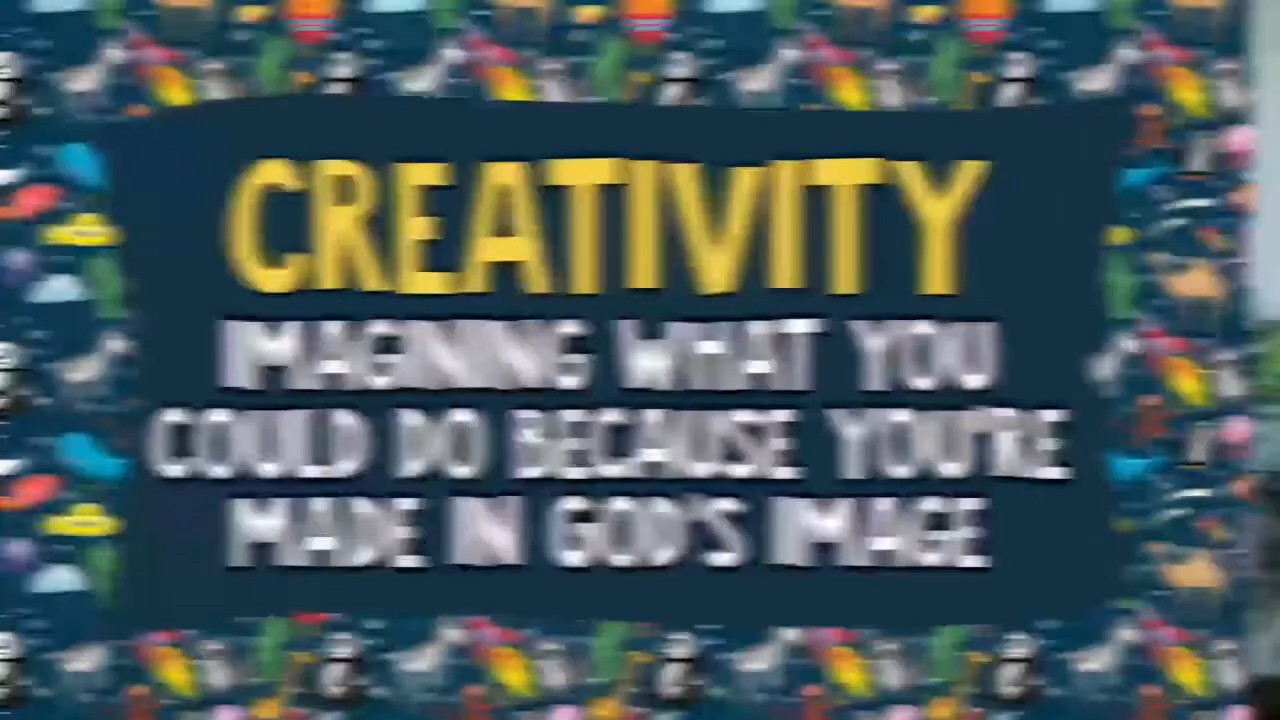 CREATIVITY
IMAGINING WHAT YOU
COULD DO BECAUSE YOU'RE
MADE IN GOD'S IMAGE